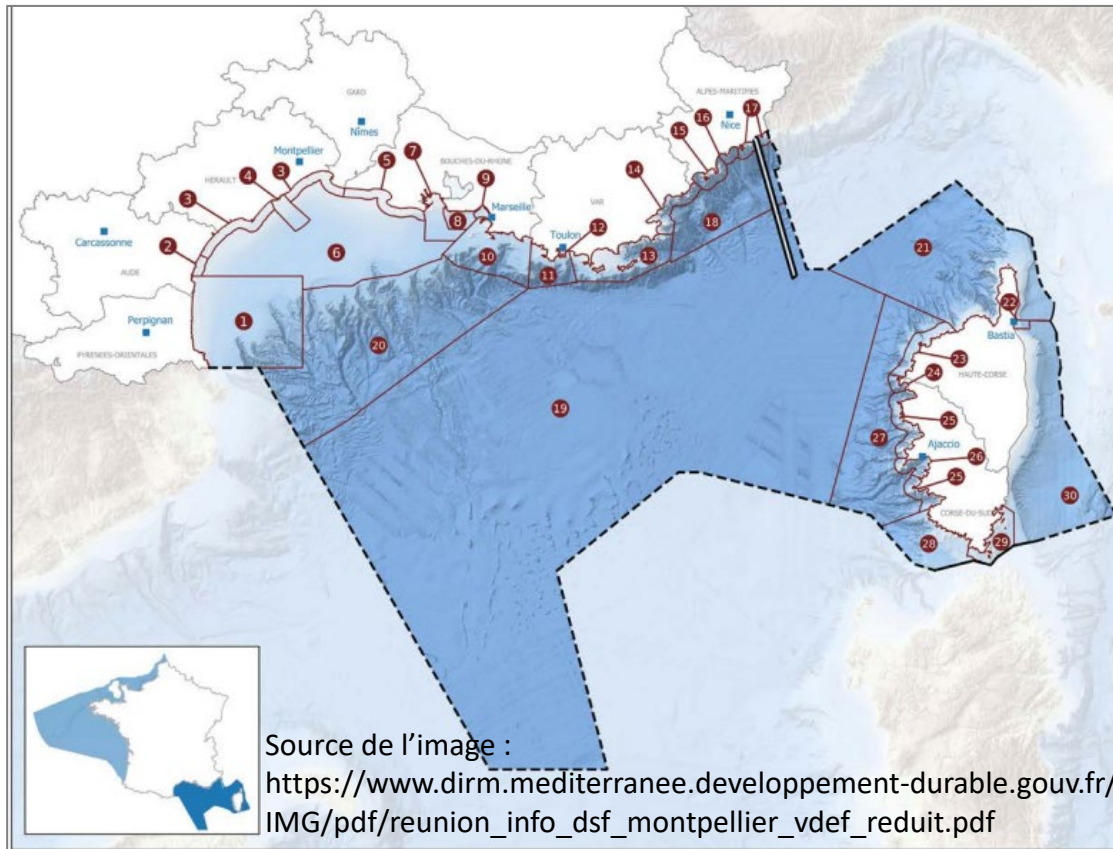 ALPES-MARITIMES
17
16
Nice
15
GARD
Nîmes
7
5
BOUCHES-DU-RHONE
Montpellier
3
4
HERAULT
9
14
VAR
3
8
Marseille
18
12
Toulon
Carcassonne
2
6
10
13
21
AUDE
11
1
22
Perpignan
Bastia
20
23
PYRENEES-ORIENTALES
24
HAUTE-CORSE
19
25
27
Ajaccio
26
25
30
CORSE-DU-SUD
28
29
Source de l’image :
https://www.dirm.mediterranee.developpement-durable.gouv.fr/
IMG/pdf/reunion_info_dsf_montpellier_vdef_reduit.pdf